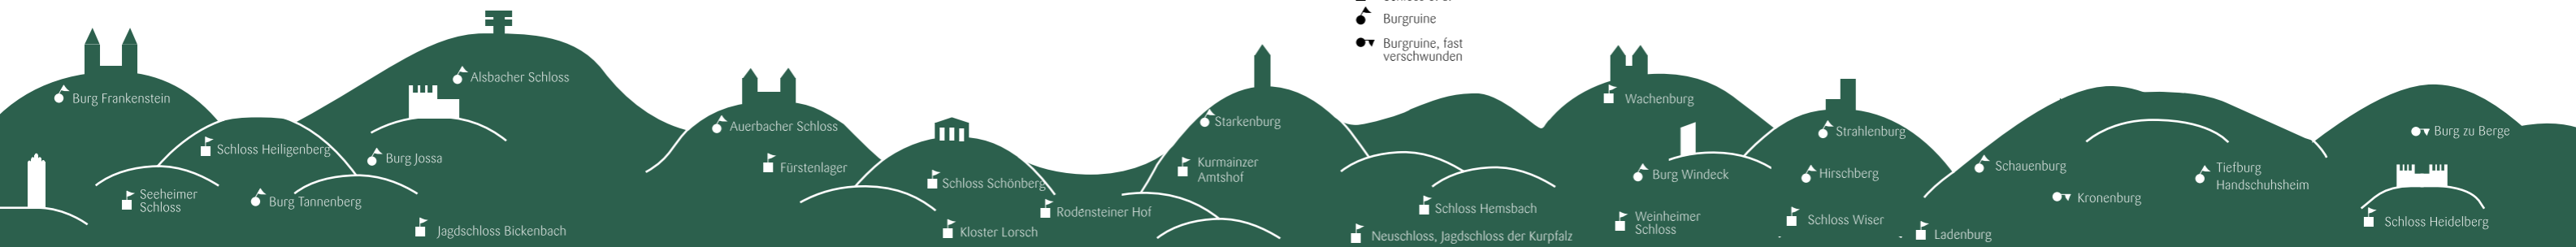 Burgruine
Burgruine, fast
verschwunden
Burg Frankenstein
Alsbacher Schloss
Schloss Heiligenberg
Burg Jossa
Seeheimer
Schloss
Burg Tannenberg
Jagdschloss Bickenbach
Auerbacher Schloss
Fürstenlager
Schloss Schönberg
Kloster Lorsch
Rodensteiner Hof
Starkenburg
Kurmainzer
Amtshof
Neuschloss, Jagdschloss der Kurpfalz
Schloss Hemsbach
Wachenburg
Burg Windeck
Weinheimer
Schloss
Strahlenburg
Hirschberg
Schloss Wiser
Ladenburg
Schauenburg
Kronenburg
Tiefburg
Handschuhsheim
Burg zu Berge
Schloss Heidelberg